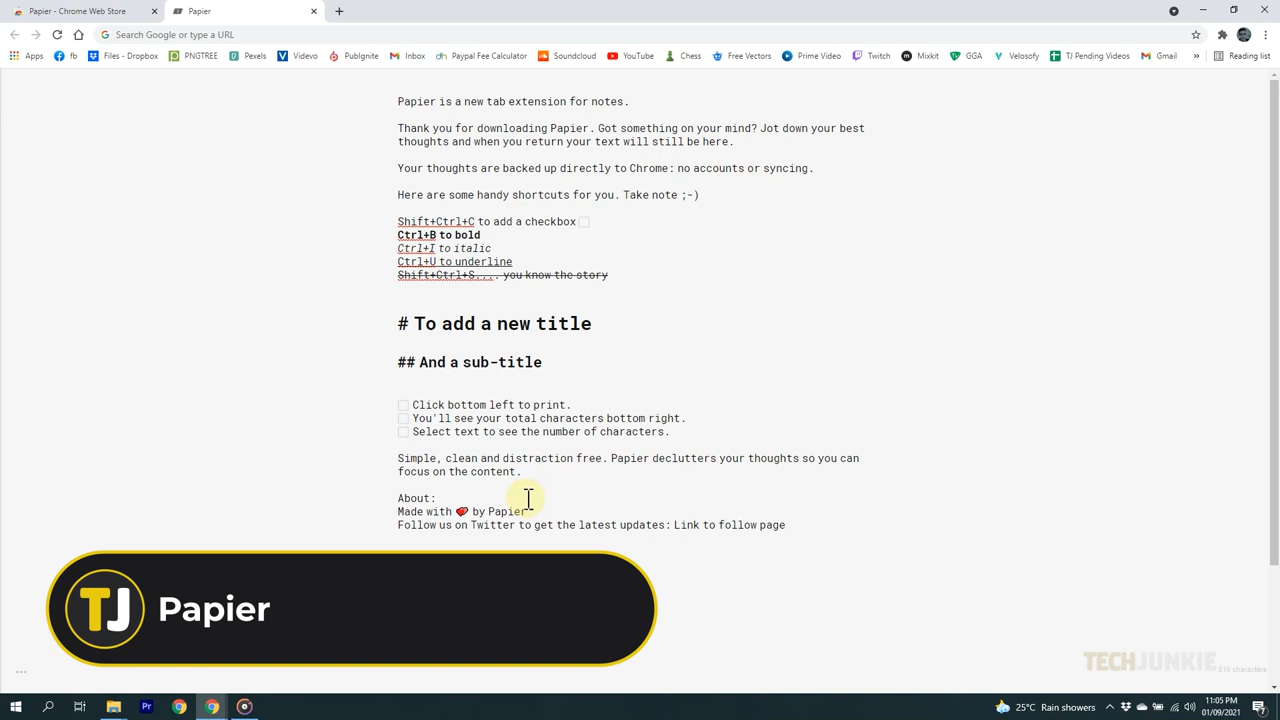 Papier - Chrome Web Store
Papier
Search Google or type a URL
Apps fb Files - Dropbox PNGTREE Pexels Videvo PubIgnite Inbox Paypal Fee Calculator Soundcloud YouTube Chess Free Vectors Prime Video Twitch Mixkit GGA Velosofy TJ Pending Videos Gmail » Reading list
Papier is a new tab extension for notes.
Thank you for downloading Papier. Got something on your mind? Jot down your best
thoughts and when you return your text will still be here.
Your thoughts are backed up directly to Chrome: no accounts or syncing.
Here are some handy shortcuts for you. Take note ;-)
Shift+Ctrl+C to add a checkbox
Ctrl+B to bold
Ctrl+I to italic
Ctrl+U to underline
Shift+Ctrl+S.... you know the story
# To add a new title
## And a sub-title
Click bottom left to print.
You'll see your total characters bottom right.
Select text to see the number of characters.
Simple, clean and distraction free. Papier declutters your thoughts so you can
focus on the content.
About:
Made with ❤ by Papier
Follow us on Twitter to get the latest updates: Link to follow page
TJ Papier
TECHJUNKIE
characters
Pr
25°C Rain showers
11:05 PM
01/09/2021